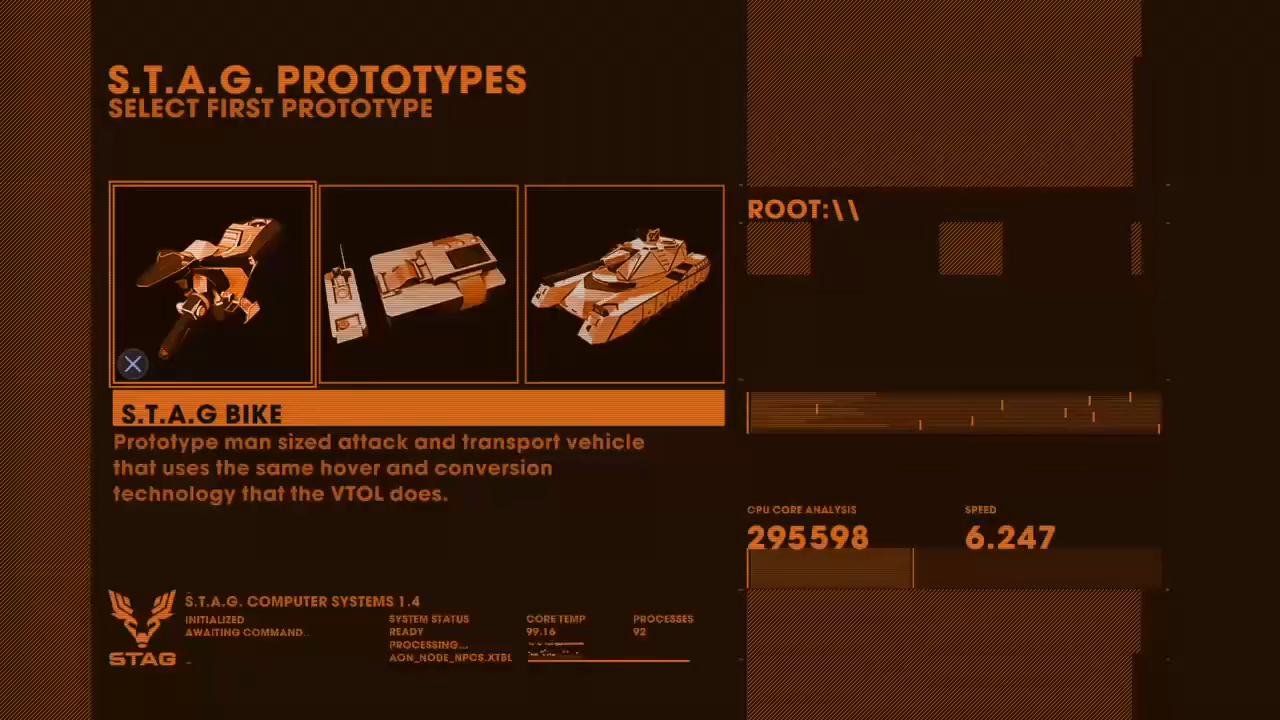 S.T.A.G. PROTOTYPES
SELECT FIRST PROTOTYPE
ROOT:\\
S.T.A.G BIKE
Prototype man sized attack and transport vehicle
that uses the same hover and conversion
technology that the VTOL does.
CPU CORE ANALYSIS
295598
SPEED
6.247
STAG
S.T.A.G. COMPUTER SYSTEMS 1.4
INITIALIZED
AWAITING COMMAND..
SYSTEM STATUS
READY
PROCESSING...
AON_NODE_NPCS.XTBL
CORE TEMP
99.16
PROCESSES
92